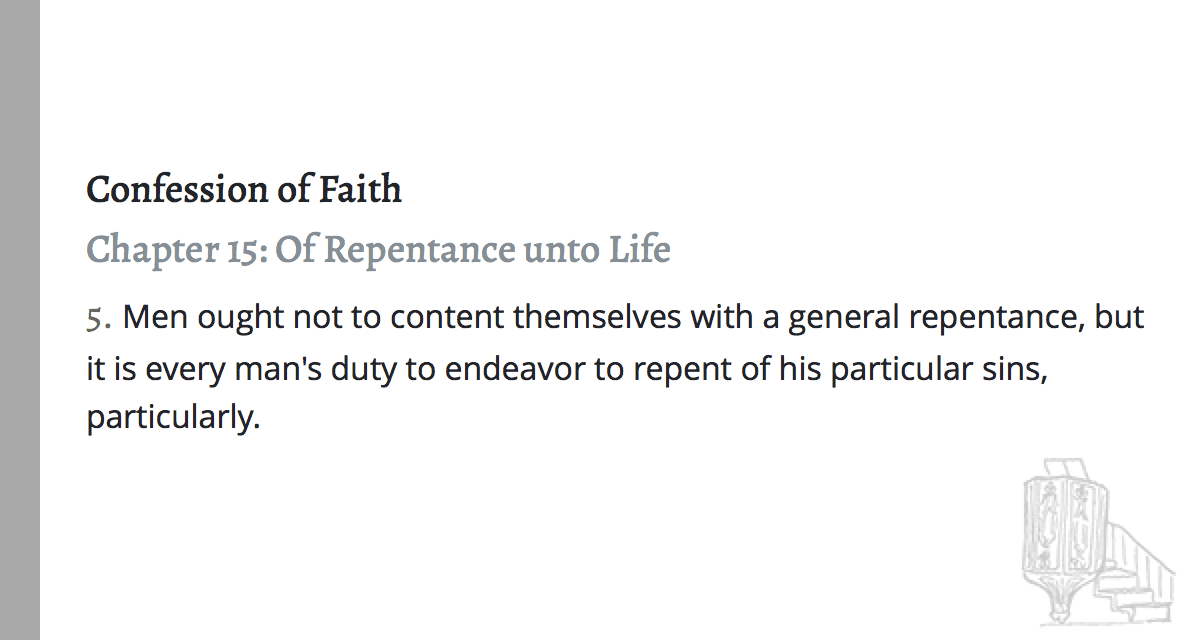 Confession of Faith
Chapter 15: Of Repentance unto Life
5. Men ought not to content themselves with a general repentance, but
it is every man's duty to endeavor to repent of his particular sins,
particularly.